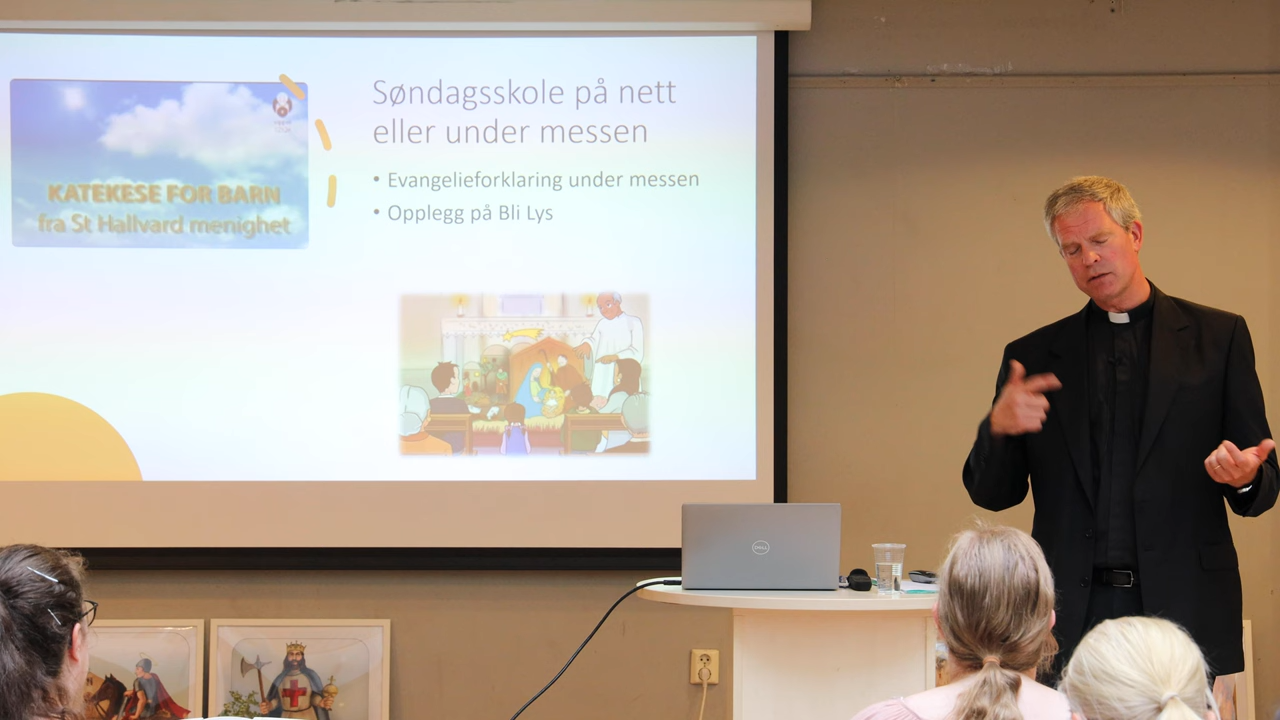 KATEKESE FOR BARN
fra St Hallvard menighet
Søndagsskole på nett
eller under messen
• Evangelieforklaring under messen
• Opplegg på Bli Lys
DELL